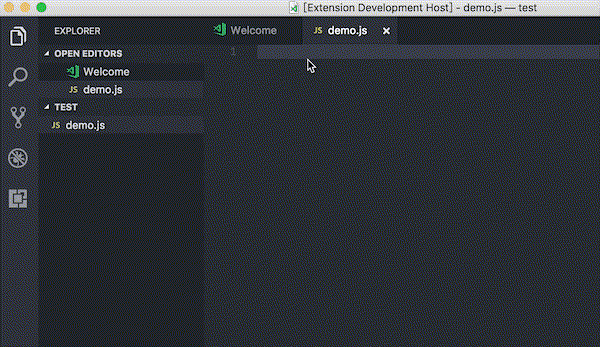 [Extension Development Host] - demo.js — test
EXPLORER
Welcome
JS demo.js
OPEN EDITORS
1
Welcome
JS demo.js
TEST
JS demo.js